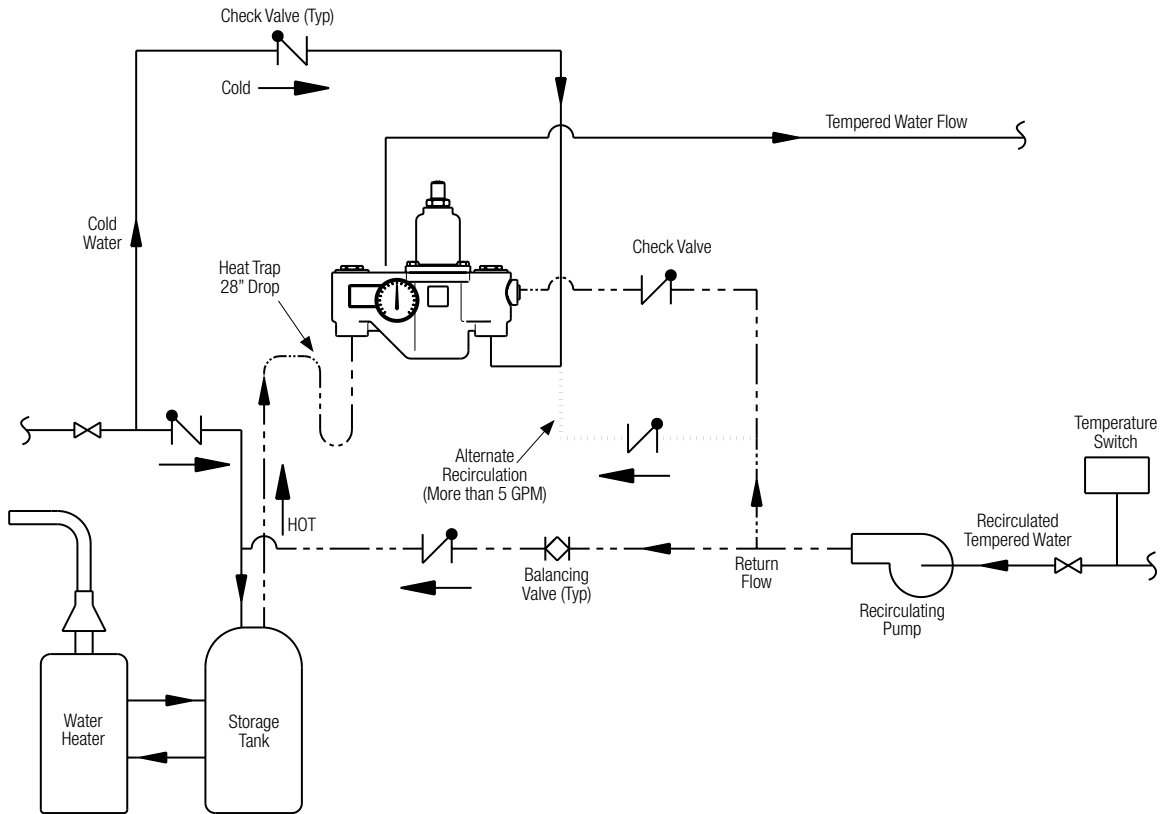 Check Valve (Typ)
Cold
Tempered Water Flow
Cold
Water
Check Valve
Heat Trap
28” Drop
Temperature
Switch
Alternate
Recirculation
(More than 5 GPM)
HOT
Recirculated
Tempered Water
Balancing
Valve (Typ)
Return
Flow
Recirculating
Pump
Water
Heater
Storage
Tank